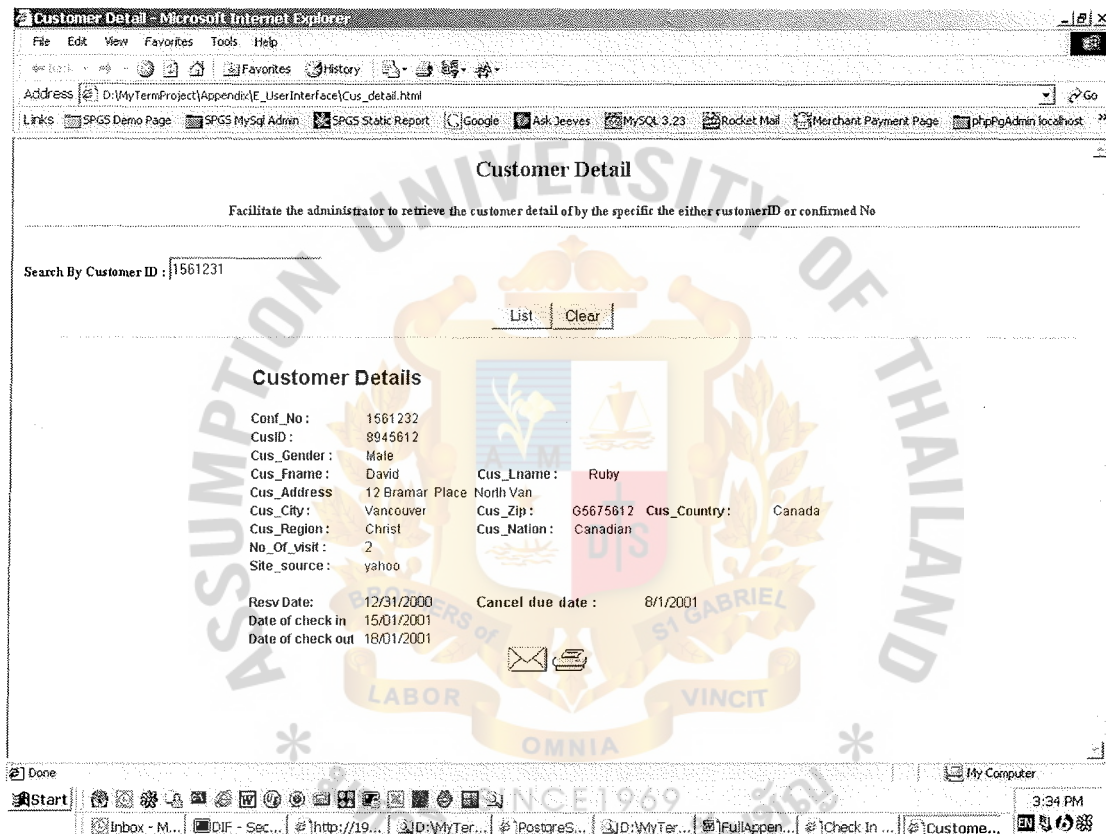 Customer Detail - Microsoft Internet Explorer
File Edit View Favorites Tools Help
Back Favorites History
Address D:\MyTermProject\Appendix\E_UserInterface\Cus_detail.html Go
Links SPGS Demo Page SPGS MySql Admin SPGS Static Report Google Ask Jeeves MySQL 3.23 Rocket Mail Merchant Payment Page phpPgAdmin localhost »
Customer Detail
Facilitate the administrator to retrieve the customer detail of by the specific the either customerID or confirmed No
Search By Customer ID : 1561231
List Clear
Customer Details
Conf_No : 1561232
CusID : 8945612
Cus_Gender : Male
Cus_Fname : David Cus_Lname : Ruby
Cus_Address 12 Bramar Place North Van
Cus_City : Vancouver Cus_Zip : G5675612 Cus_Country : Canada
Cus_Region : Christ Cus_Nation : Canadian
No_Of_visit : 2
Site_source : yahoo
Resv Date: 12/31/2000 Cancel due date : 8/1/2001
Date of check in 15/01/2001
Date of check out 18/01/2001
ASSUMPTION UNIVERSITY OF THAILAND
A M
D S
BROTHERS OF ST GABRIEL
LABOR VINCIT
OMNIA
SINCE 1969
Done My Computer
Start 3:34 PM
Inbox - M... DIF - Sec... http://19... D:\MyTer... PostgreS... D:\MyTer... FullAppen... Check In ... Custome... EN